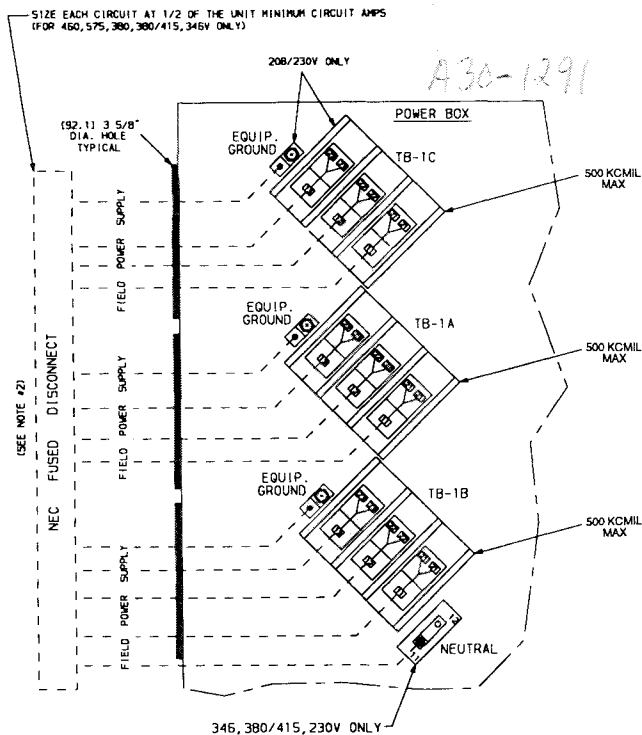 SIZE EACH CIRCUIT AT 1/2 OF THE UNIT MINIMUM CIRCUIT AMPS
(FOR 460,575,380,380/415,346V ONLY)
208/230V ONLY
A30-1291
(92.1) 3 5/8"
DIA. HOLE
TYPICAL
EQUIP.
GROUND
POWER BOX
TB-1C
500 KCMIL
MAX
FIELD POWER SUPPLY
EQUIP.
GROUND
TB-1A
500 KCMIL
MAX
FIELD POWER SUPPLY
(SEE NOTE #2)
NEC FUSED DISCONNECT
EQUIP.
GROUND
TB-1B
500 KCMIL
MAX
FIELD POWER SUPPLY
12
11
NEUTRAL
346,380/415,230V ONLY